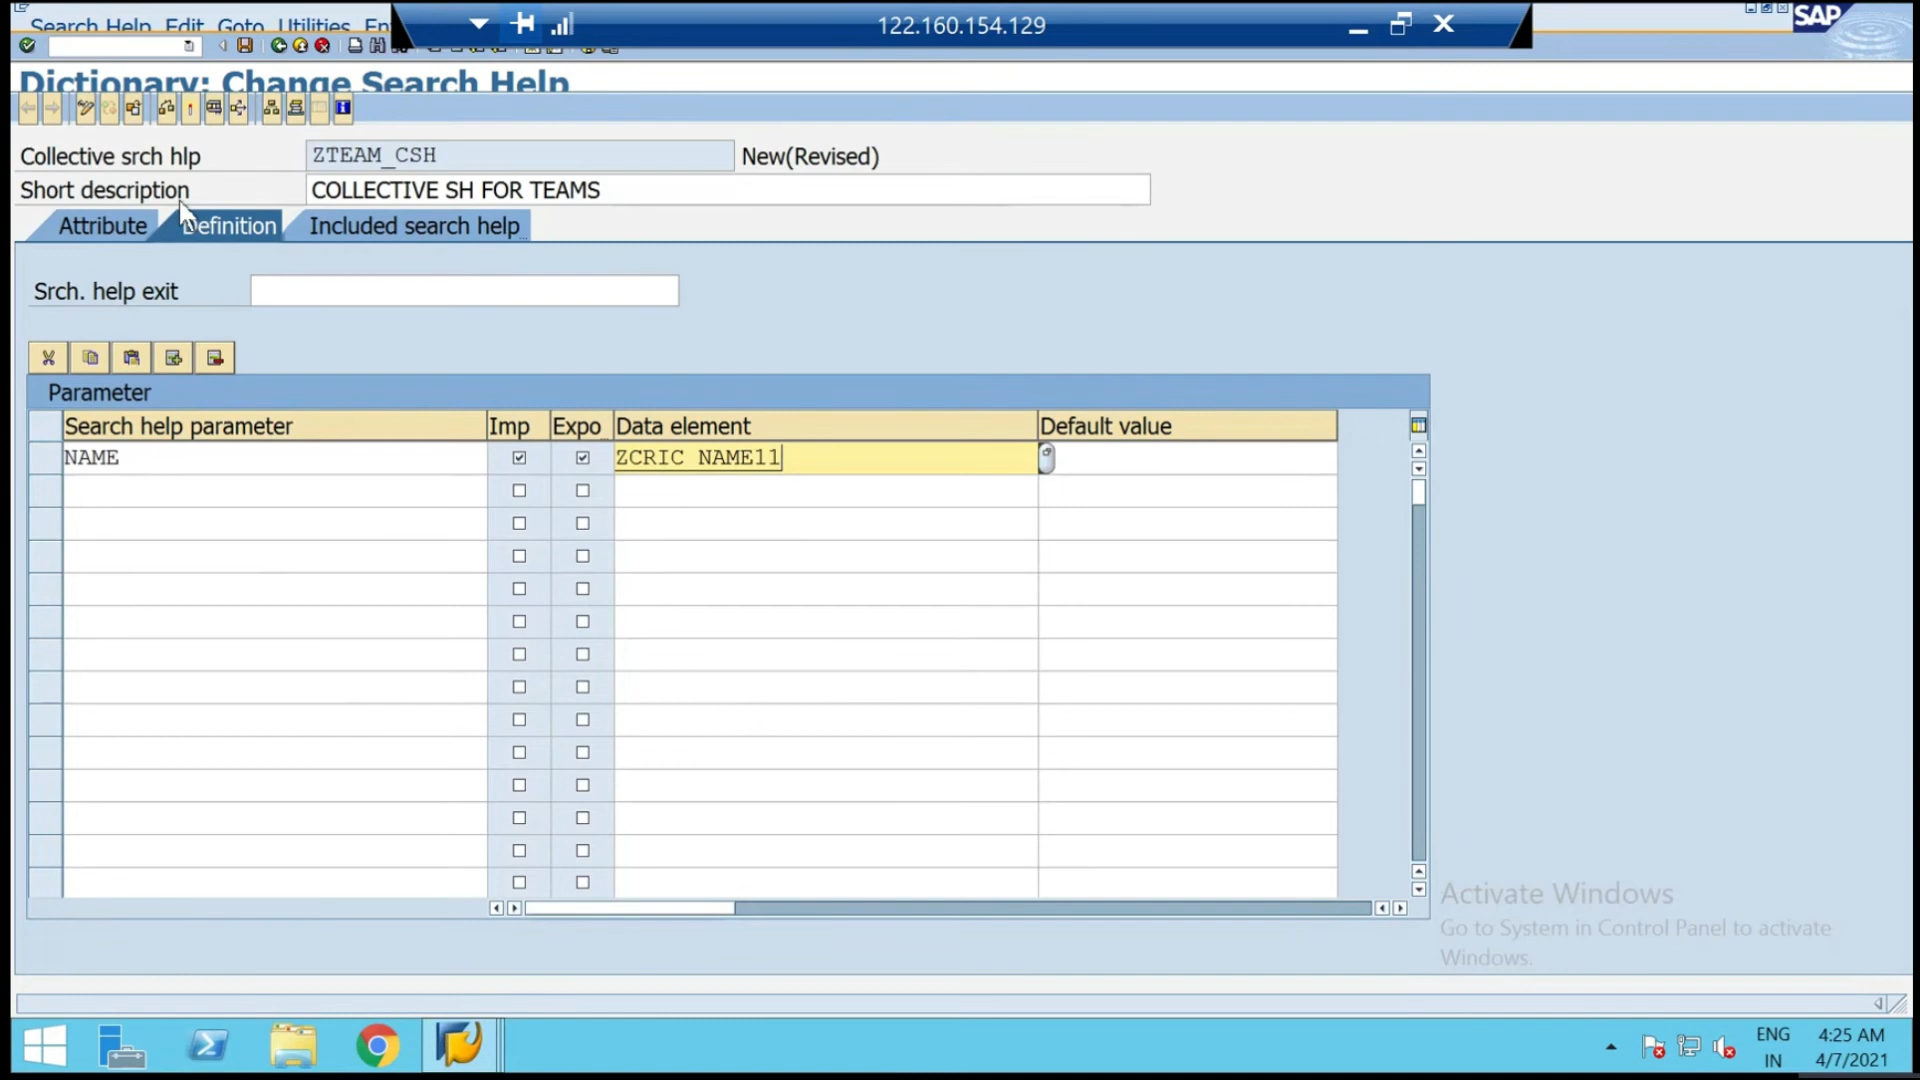 122.160.154.129
Search Help Edit Goto Utilities
SAP
Dictionary: Change Search Help
Collective srch hlp ZTEAM_CSH New(Revised)
Short description COLLECTIVE SH FOR TEAMS
Attribute Definition Included search help
Srch. help exit
Parameter
Search help parameter Imp Expo Data element Default value
NAME ZCRIC NAME11
Activate Windows
Go to System in Control Panel to activate
Windows.
ENG 4:25 AM
IN 4/7/2021